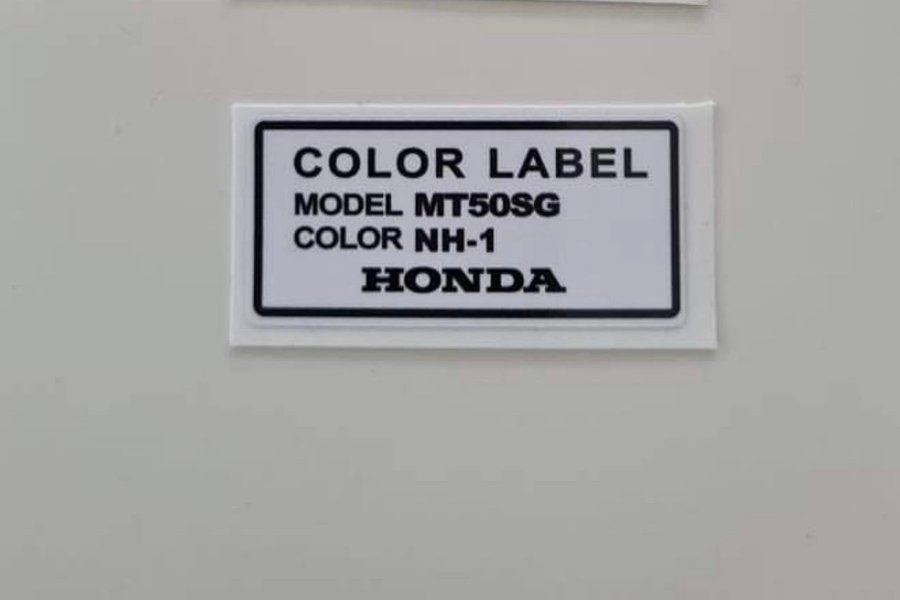 COLOR LABEL
MODEL MT50SG
COLOR NH-1
HONDA